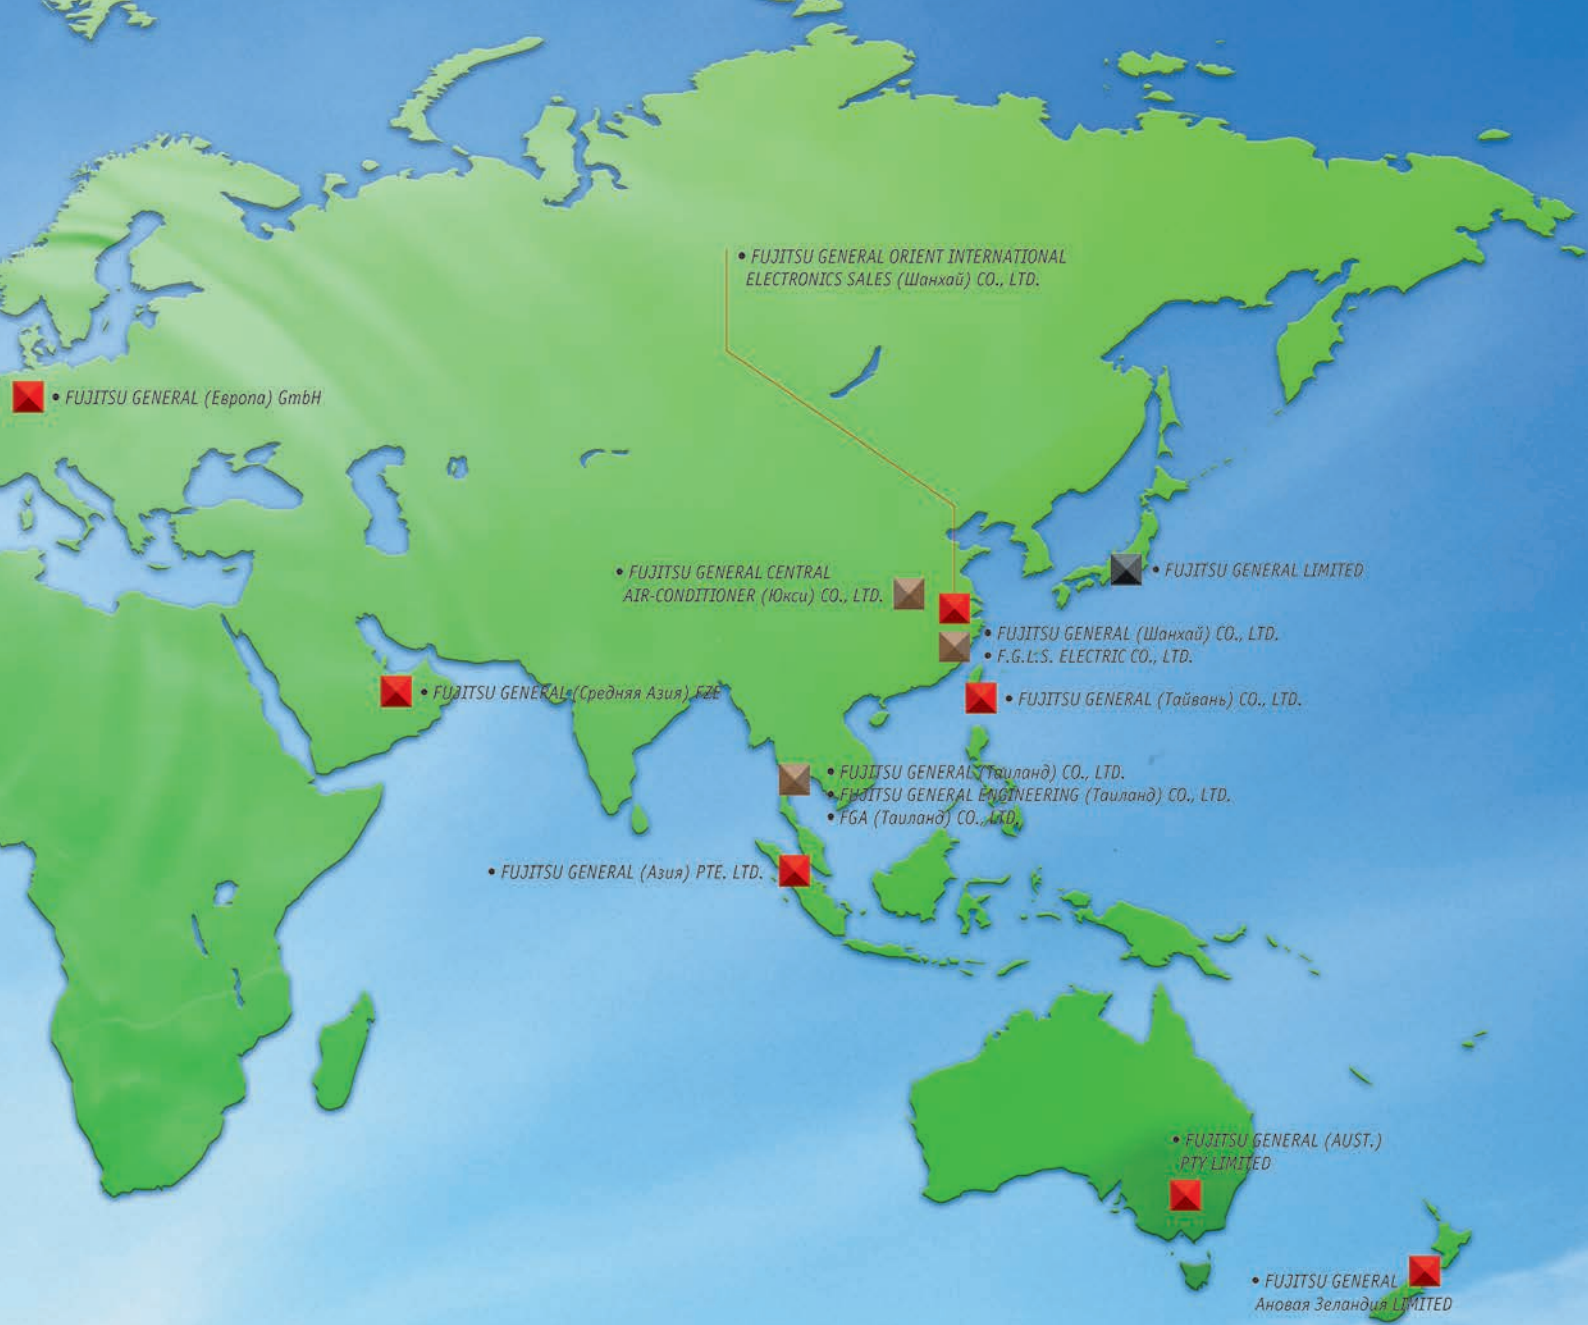 • FUJITSU GENERAL ORIENT INTERNATIONAL
ELECTRONICS SALES (Шанхай) CO., LTD.
• FUJITSU GENERAL (Европа) GmbH
• FUJITSU GENERAL CENTRAL
AIR-CONDITIONER (Юкси) CO., LTD.
• FUJITSU GENERAL LIMITED
• FUJITSU GENERAL (Шанхай) CO., LTD.
• F.G.L.S. ELECTRIC CO., LTD.
• FUJITSU GENERAL (Средняя Азия) FZE
• FUJITSU GENERAL (Тайвань) CO., LTD.
• FUJITSU GENERAL (Таиланд) CO., LTD.
• FUJITSU GENERAL ENGINEERING (Таиланд) CO., LTD.
• FGA (Таиланд) CO., LTD.
• FUJITSU GENERAL (Азия) PTE. LTD.
• FUJITSU GENERAL (AUST.)
PTY LIMITED
• FUJITSU GENERAL
Ановая Зеландия LIMITED